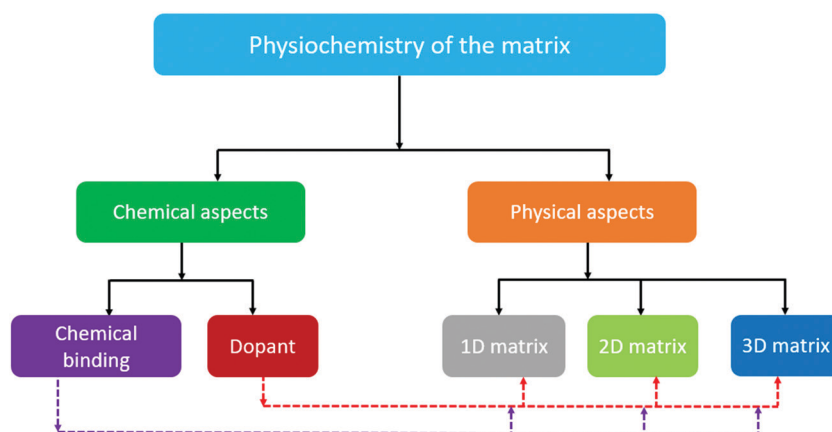 Physiochemistry of the matrix
Chemical aspects
Physical aspects
Chemical
binding
Dopant
1D matrix
2D matrix
3D matrix